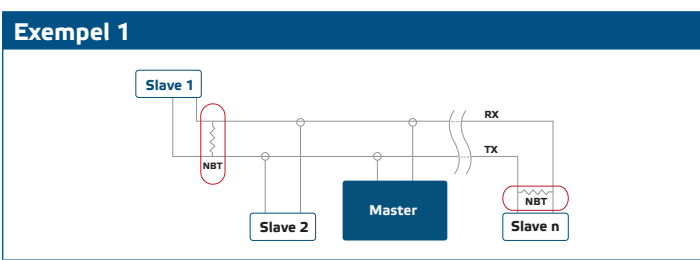 Exempel 1
Slave 1
RX
NBT
TX
Master
NBT
Slave 2
Slave n